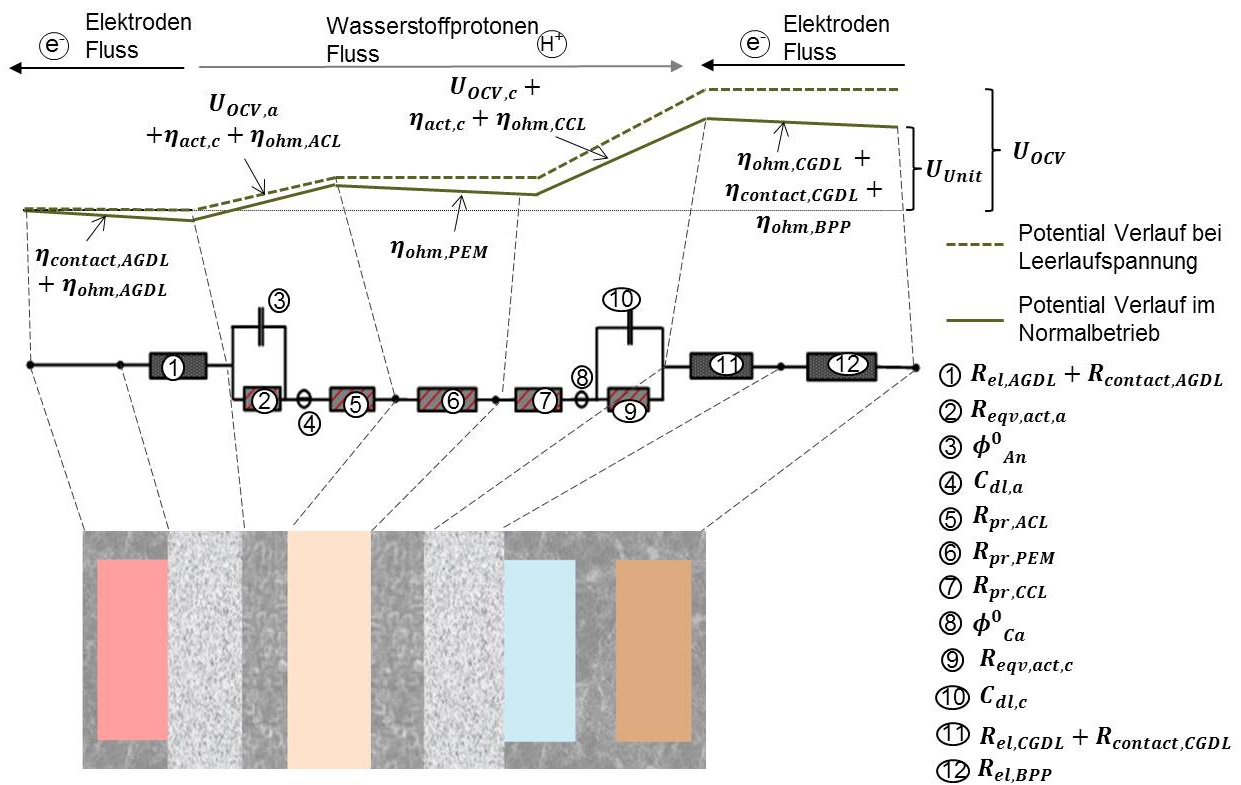 Elektroden
Fluss
e-
Wasserstoffprotonen
Fluss
H+
Elektroden
Fluss
e-
U_OCV,a
+η_act,c + η_ohm,ACL
U_OCV,c +
η_act,c + η_ohm,CCL
η_ohm,CGDL +
η_contact,CGDL +
η_ohm,BPP
U_Unit
U_OCV
η_contact,AGDL
+ η_ohm,AGDL
η_ohm,PEM
Potential Verlauf bei
Leerlaufspannung
Potential Verlauf im
Normalbetrieb
1
2
3
4
5
6
7
8
9
10
11
12
① R_el,AGDL + R_contact,AGDL
② R_eqv,act,a
③ ϕ⁰_An
④ C_dl,a
⑤ R_pr,ACL
⑥ R_pr,PEM
⑦ R_pr,CCL
⑧ ϕ⁰_Ca
⑨ R_eqv,act,c
⑩ C_dl,c
⑪ R_el,CGDL + R_contact,CGDL
⑫ R_el,BPP